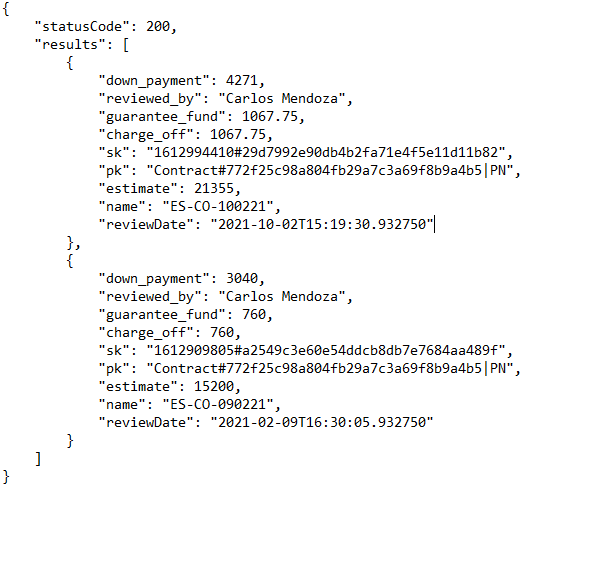 {
    "statusCode": 200,
    "results": [
        {
            "down_payment": 4271,
            "reviewed_by": "Carlos Mendoza",
            "guarantee_fund": 1067.75,
            "charge_off": 1067.75,
            "sk": "1612994410#29d7992e90db4b2fa71e4f5e11d11b82",
            "pk": "Contract#772f25c98a804fb29a7c3a69f8b9a4b5|PN",
            "estimate": 21355,
            "name": "ES-CO-100221",
            "reviewDate": "2021-10-02T15:19:30.932750"
        },
        {
            "down_payment": 3040,
            "reviewed_by": "Carlos Mendoza",
            "guarantee_fund": 760,
            "charge_off": 760,
            "sk": "1612909805#a2549c3e60e54ddcb8db7e7684aa489f",
            "pk": "Contract#772f25c98a804fb29a7c3a69f8b9a4b5|PN",
            "estimate": 15200,
            "name": "ES-CO-090221",
            "reviewDate": "2021-02-09T16:30:05.932750"
        }
    ]
}